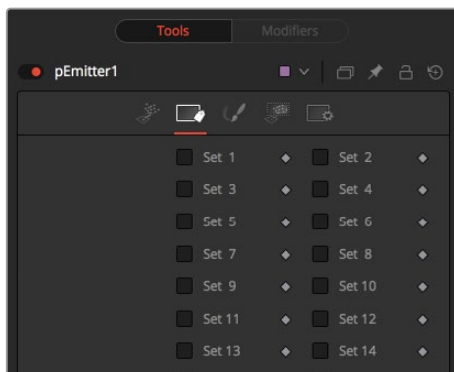 Tools Modifiers
pEmitter1
Set 1 Set 2
Set 3 Set 4
Set 5 Set 6
Set 7 Set 8
Set 9 Set 10
Set 11 Set 12
Set 13 Set 14